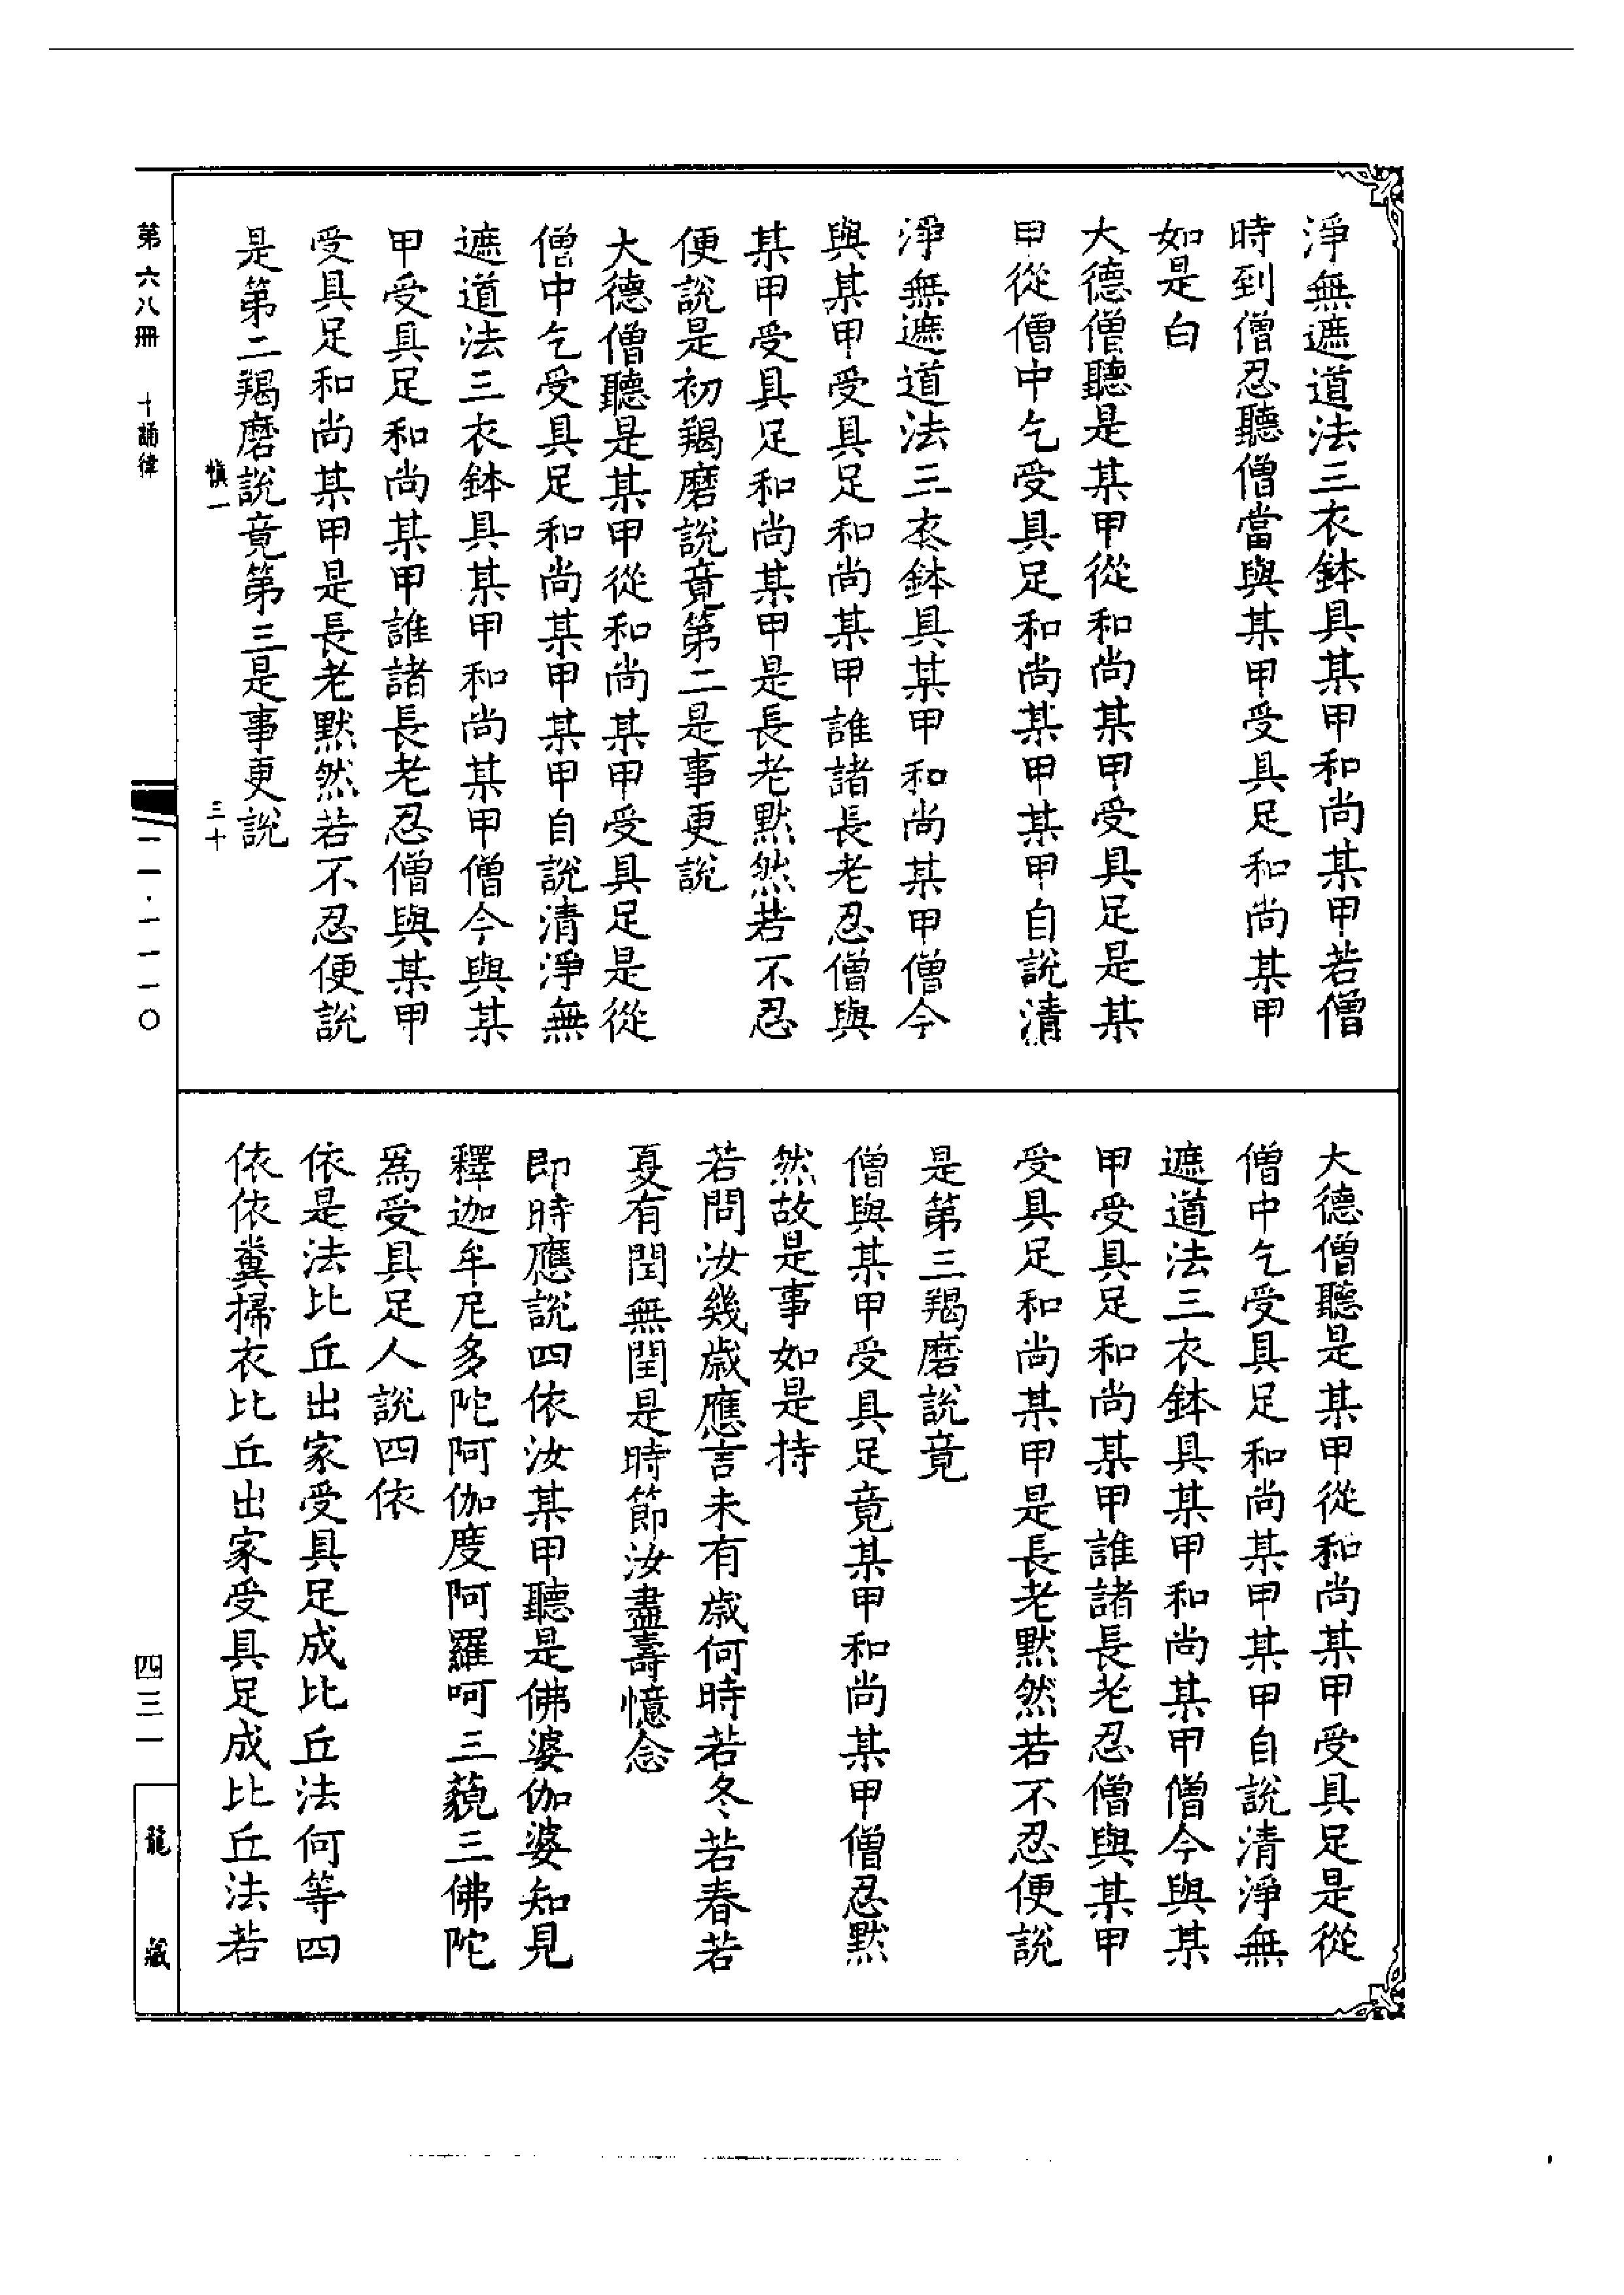 淨無遮道法三衣鉢具某甲和尚某甲若僧
時到僧忍聽僧當與某甲受具足和尚某甲
如是白
大德僧聽是某甲從和尚某甲受具足是某
甲從僧中乞受具足和尚某甲某甲自說清
淨無遮道法三衣鉢具某甲和尚某甲僧今
與某甲受具足和尚某甲誰諸長老忍僧與
某甲受具足和尚某甲是長老默然若不忍
便說是初羯磨說竟第二是事更說
大德僧聽是某甲從和尚某甲受具足是從
僧中乞受具足和尚某甲某甲自說清淨無
遮道法三衣鉢具某甲和尚某甲僧今與某
甲受具足和尚某甲誰諸長老忍僧與某甲
受具足和尚某甲是長老默然若不忍便說
是第二羯磨說竟第三是事更說
慎一 三十
大德僧聽是某甲從和尚某甲受具足是從
僧中乞受具足和尚某甲某甲自說清淨無
遮道法三衣鉢具某甲和尚某甲僧今與某
甲受具足和尚某甲誰諸長老忍僧與某甲
受具足和尚某甲是長老默然若不忍便說
是第三羯磨說竟
僧與某甲受具足竟某甲和尚某甲僧忍默
然故是事如是持
若問汝幾歲應言未有歲何時若冬若春若
夏有閏無閏是時節汝盡壽憶念
即時應說四依汝某甲聽是佛婆伽婆知見
釋迦牟尼多陀阿伽度阿羅呵三藐三佛陀
為受具足人說四依
依是法比丘出家受具足成比丘法何等四
依依糞掃衣比丘出家受具足成比丘法若
第六八冊 十誦律
一一·一一一〇
四三一
龍藏